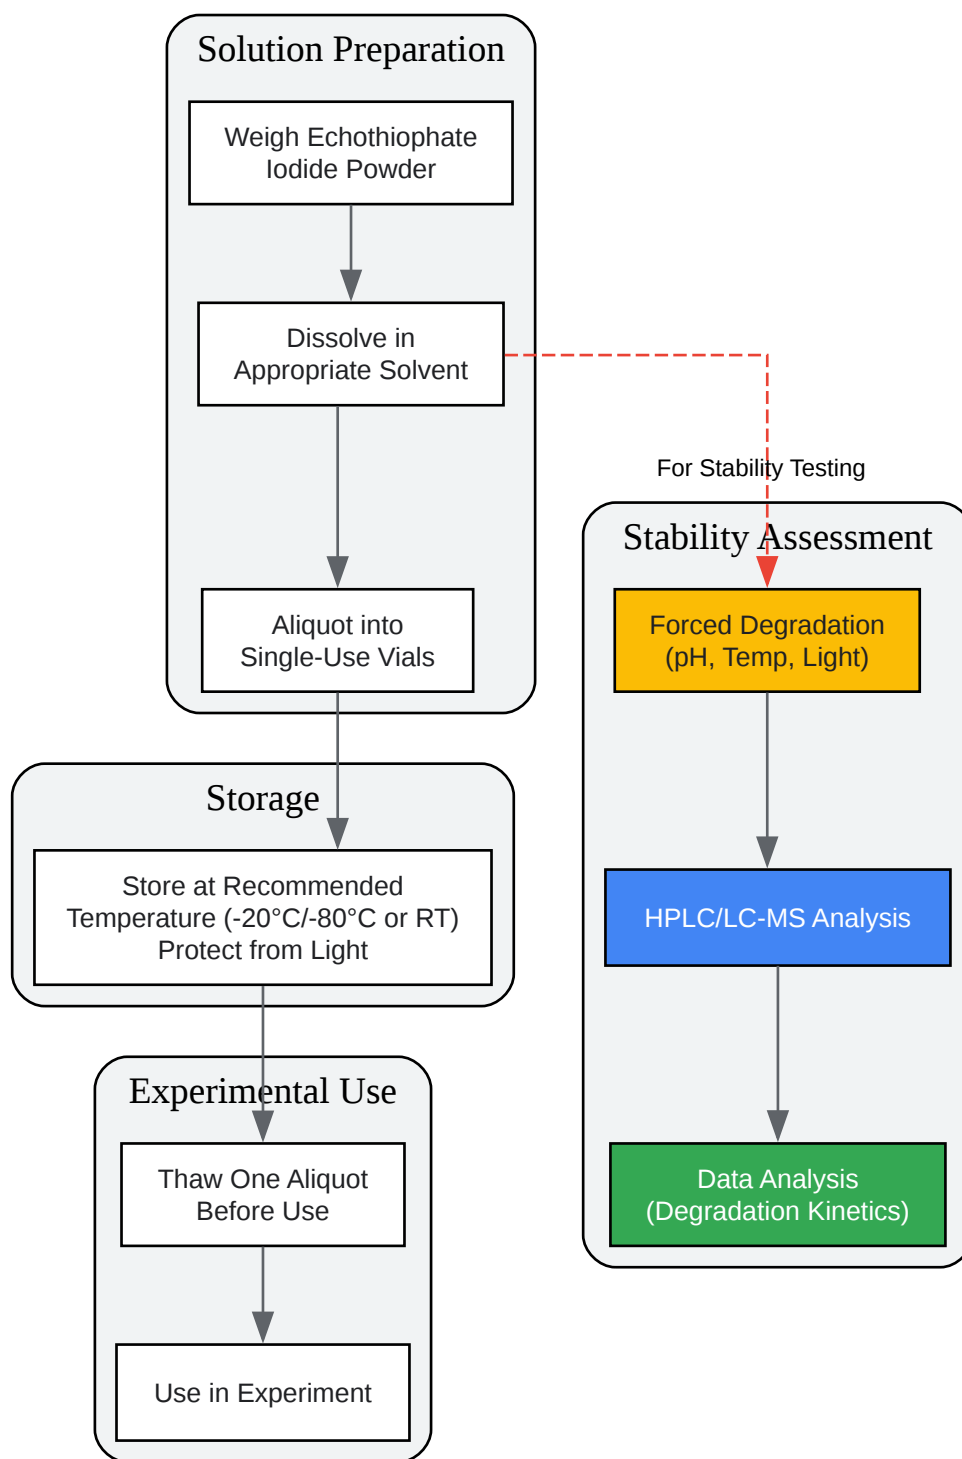 Solution Preparation
Weigh Echothiophate
Iodide Powder
Dissolve in
Appropriate Solvent
Aliquot into
Single-Use Vials
Storage
Store at Recommended
Temperature (-20°C/-80°C or RT)
Protect from Light
Experimental Use
Thaw One Aliquot
Before Use
Use in Experiment
For Stability Testing
Stability Assessment
Forced Degradation
(pH, Temp, Light)
HPLC/LC-MS Analysis
Data Analysis
(Degradation Kinetics)